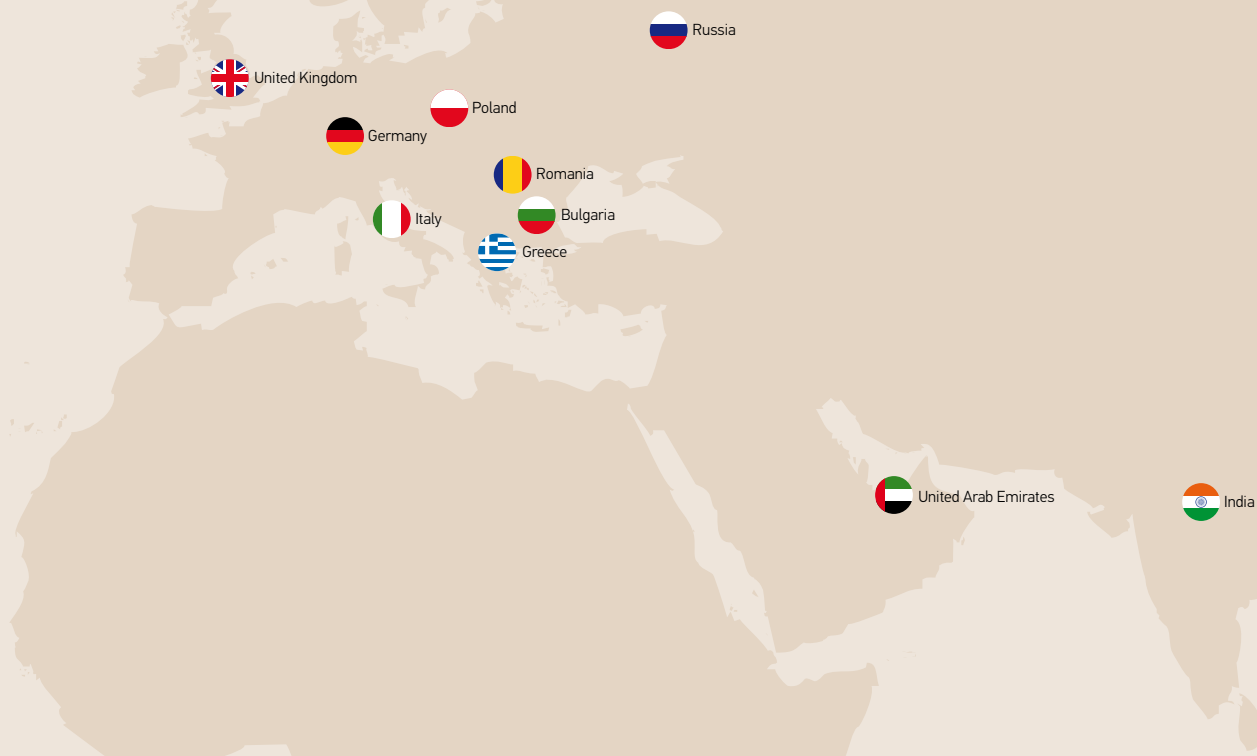 Russia
United Kingdom
Poland
Germany
Romania
Bulgaria
Italy
Greece
United Arab Emirates
India